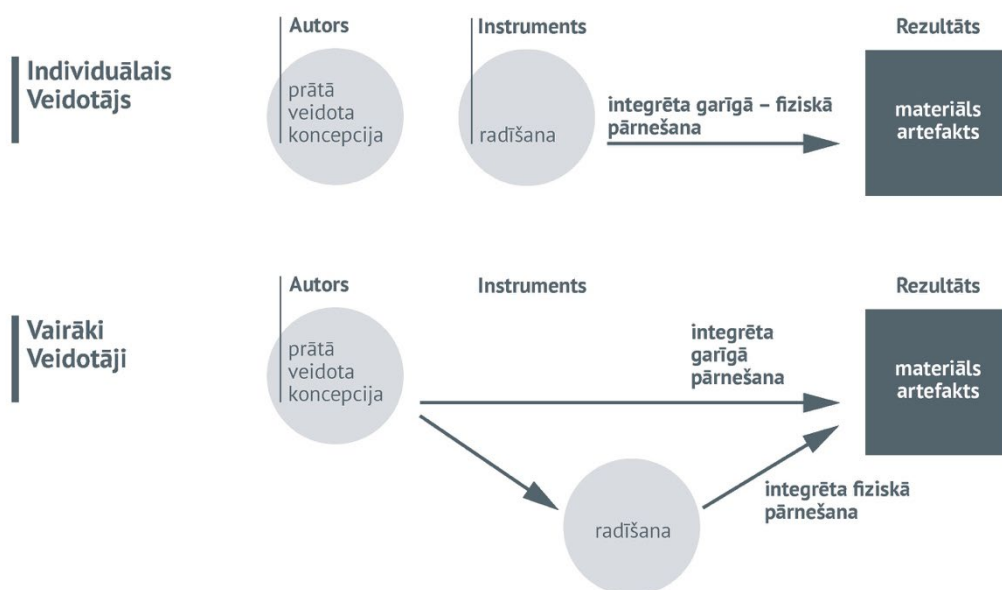 Autors
Instruments
Rezultāts
Individuālais
Veidotājs
prātā
veidota
koncepcija
radīšana
integrēta garīgā – fiziskā
pārnešana
materiāls
artefakts
Autors
Instruments
Rezultāts
Vairāki
Veidotāji
prātā
veidota
koncepcija
integrēta
garīgā
pārnešana
materiāls
artefakts
radīšana
integrēta fiziskā
pārnešana